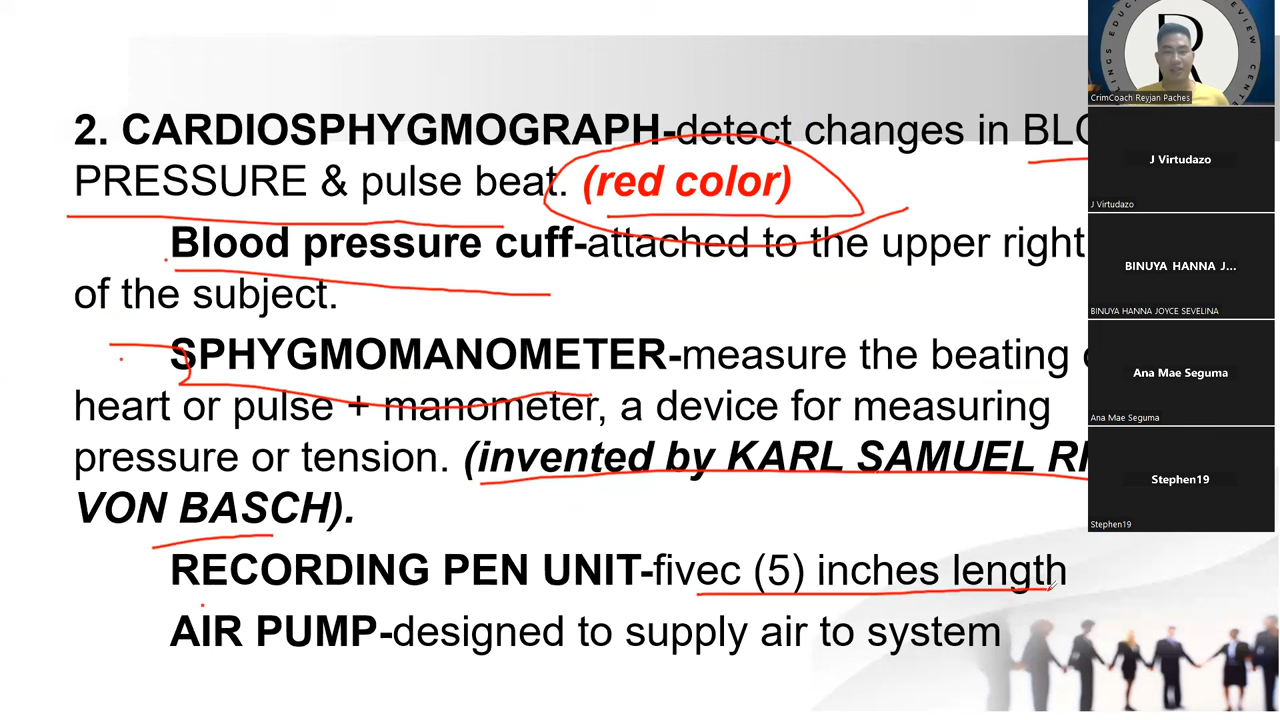 2. CARDIOSPHYGMOGRAPH-detect changes in
PRESSURE & pulse beat. (red color)
Blood pressure cuff-attached to the upper right
of the subject.
SPHYGMOMANOMETER-measure the beating
heart or pulse + manometer, a device for measuring
pressure or tension. (invented by KARL SAMUEL
VON BASCH).
RECORDING PEN UNIT-fivec (5) inches length
AIR PUMP-designed to supply air to system
R
CrimCoach Reyjan Paches
J Virtudazo
J Virtudazo
BINUYA HANNA J...
BINUYA HANNA JOYCE SEVELINA
Ana Mae Seguma
Ana Mae Seguma
Stephen19
Stephen19